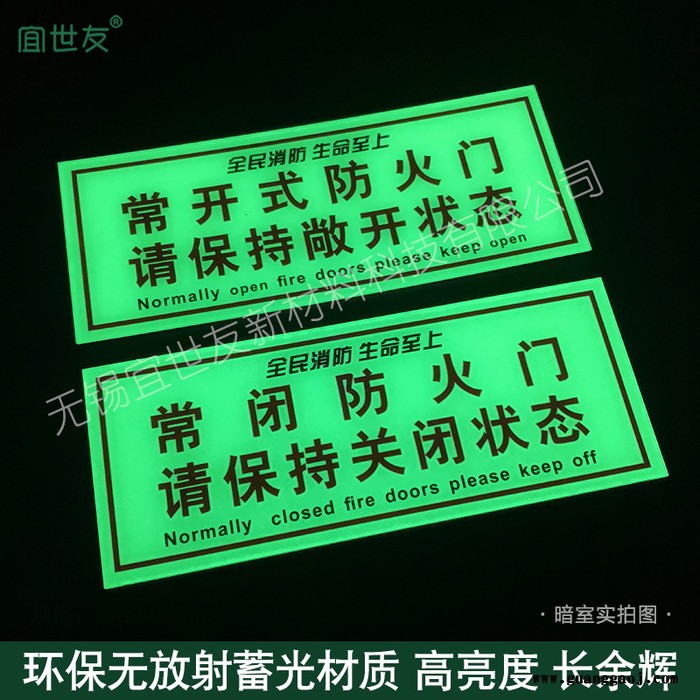 宜世友®
全民消防 生命至上
常开式防火门
请保持敞开状态
Normally open fire doors please keep open
全民消防 生命至上
常闭防火门
请保持关闭状态
Normally closed fire doors please keep off
无锡宜世友新材料科技有限公司
·暗室实拍图·
环保无放射蓄光材质 高亮度 长余辉
www.guanggaoj.com